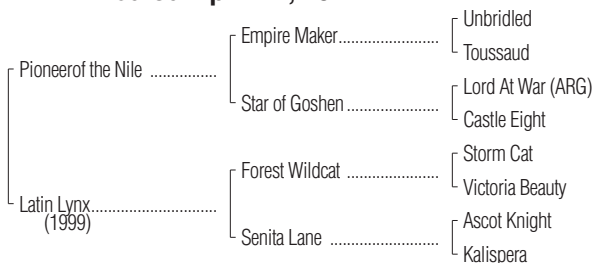 Unbridled
Empire Maker
Toussaud
Pioneerof the Nile
Lord At War (ARG)
Star of Goshen
Castle Eight
Storm Cat
Forest Wildcat
Victoria Beauty
Latin Lynx
(1999)
Ascot Knight
Senita Lane
Kalispera